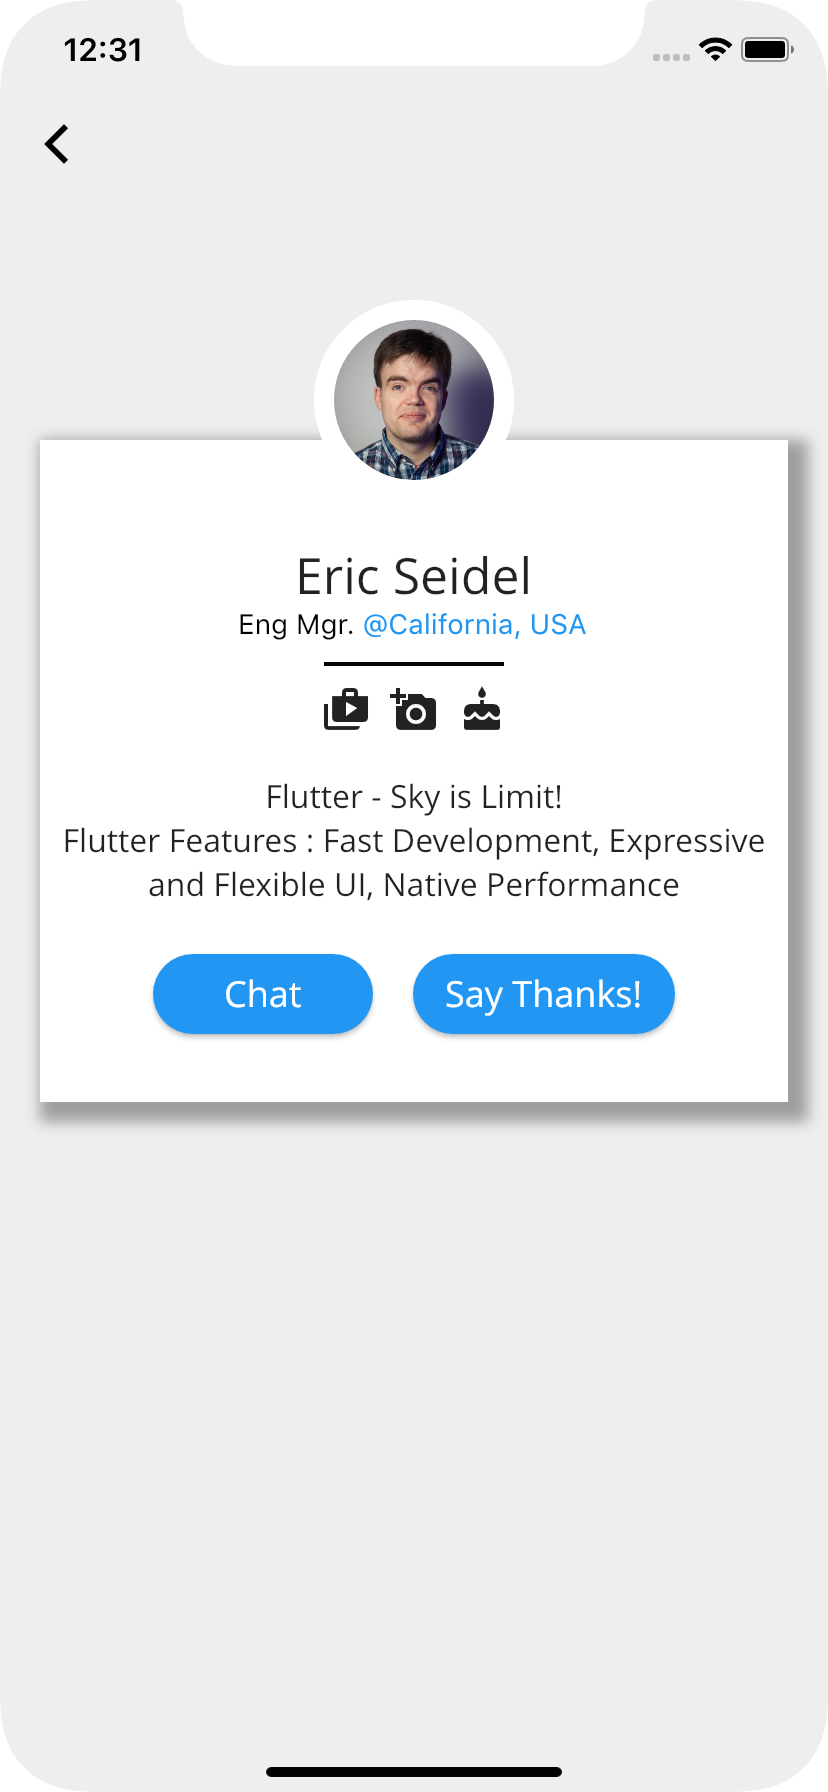 12:31
Eric Seidel
Eng Mgr. @California, USA
Flutter - Sky is Limit!
Flutter Features : Fast Development, Expressive
and Flexible UI, Native Performance
Chat
Say Thanks!